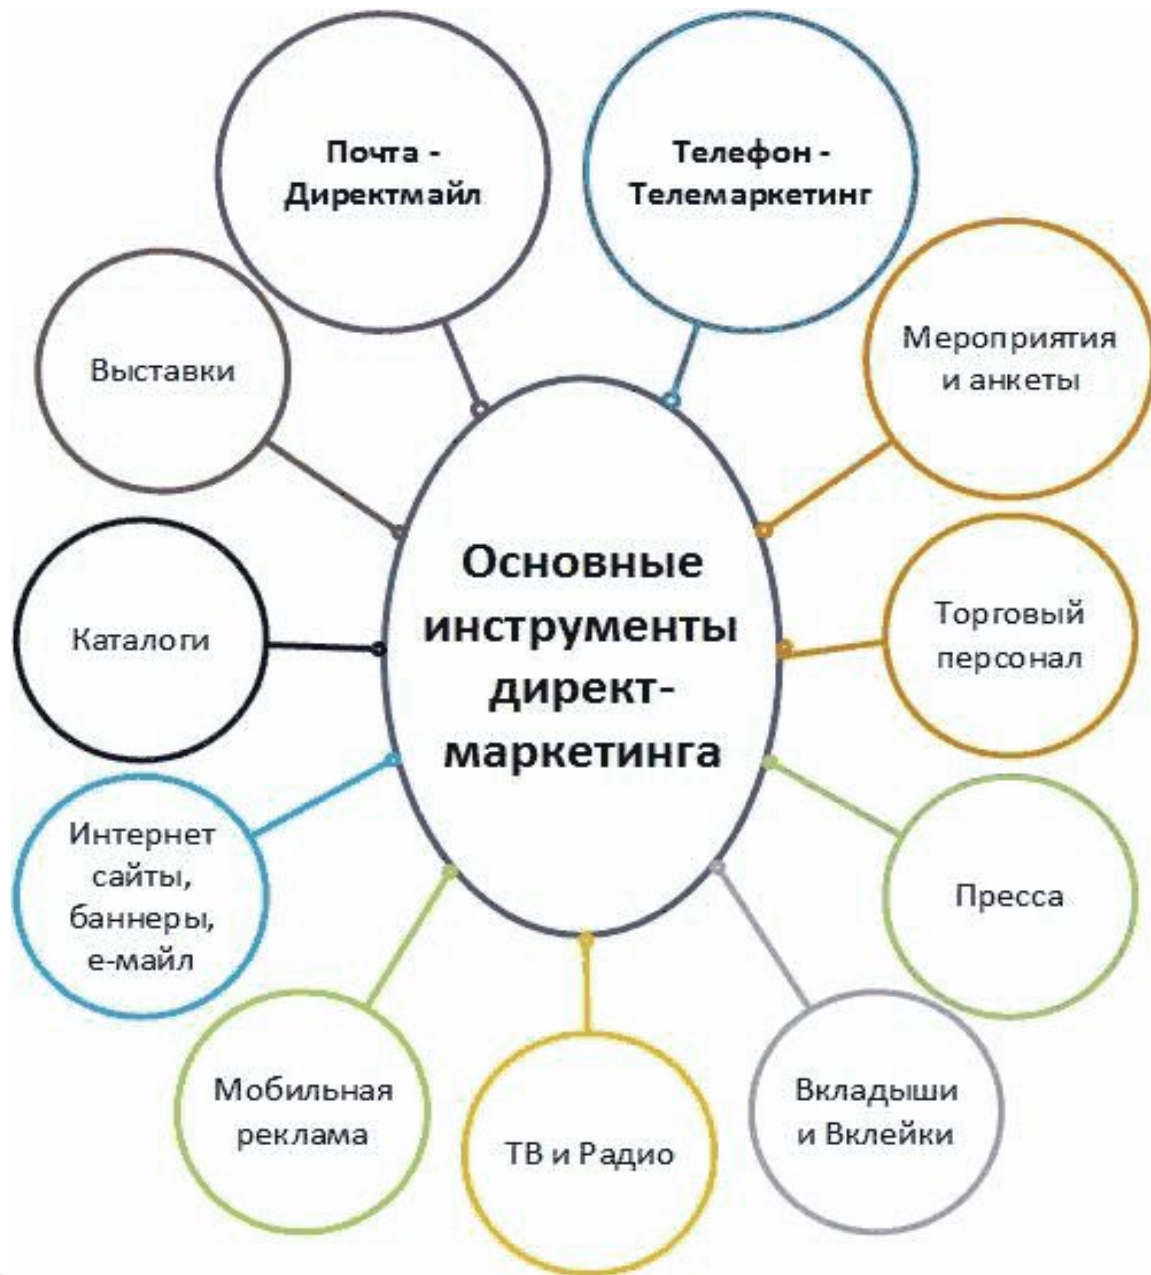 Почта -
Директмайл
Телефон -
Телемаркетинг
Мероприятия
и анкеты
Выставки
Основные
инструменты
директ-
маркетинга
Торговый
персонал
Каталоги
Интернет
сайты,
баннеры,
е-майл
Пресса
Мобильная
реклама
ТВ и Радио
Вкладыши
и Вклейки